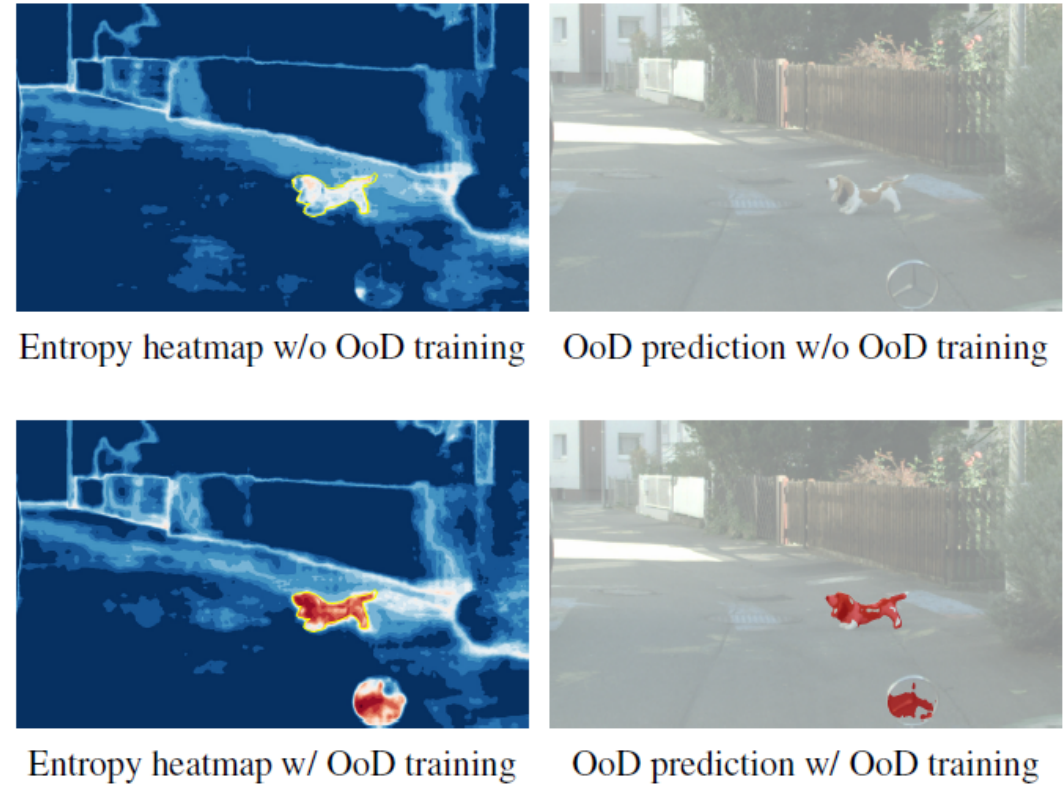 Entropy heatmap w/o OoD training
OoD prediction w/o OoD training
Entropy heatmap w/ OoD training
OoD prediction w/ OoD training